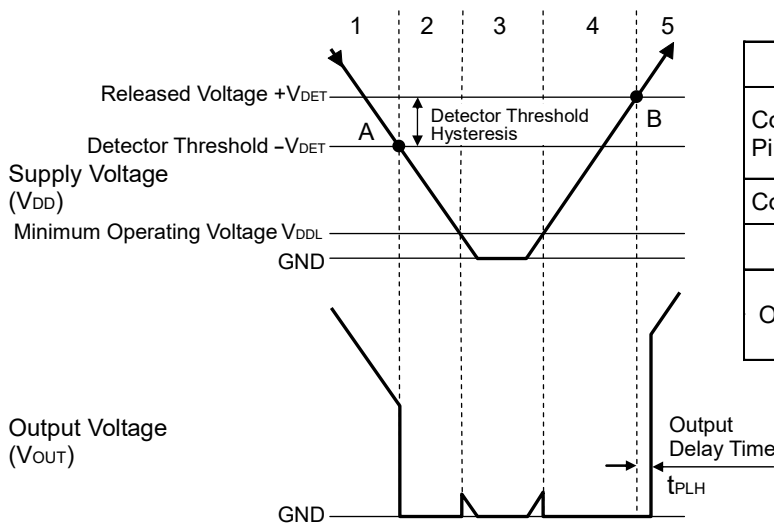 1 2 3 4 5
Released Voltage +VDET
Detector Threshold
Hysteresis
A
B
Detector Threshold –VDET
Supply Voltage
(VDD)
Minimum Operating Voltage VDDL
GND
Output Voltage
(VOUT)
Output
Delay Time
tPLH
GND